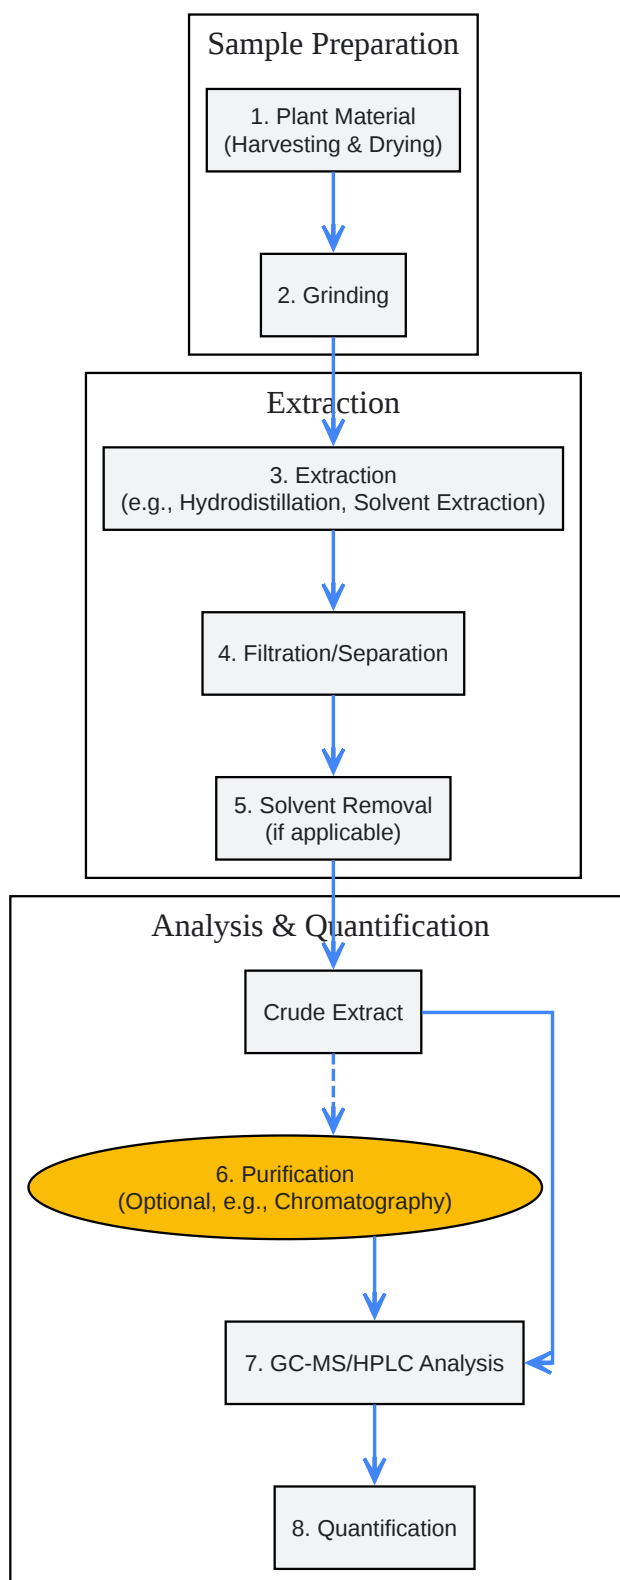 Sample Preparation
1. Plant Material
(Harvesting & Drying)
2. Grinding
Extraction
3. Extraction
(e.g., Hydrodistillation, Solvent Extraction)
4. Filtration/Separation
5. Solvent Removal
(if applicable)
Analysis & Quantification
Crude Extract
6. Purification
(Optional, e.g., Chromatography)
7. GC-MS/HPLC Analysis
8. Quantification